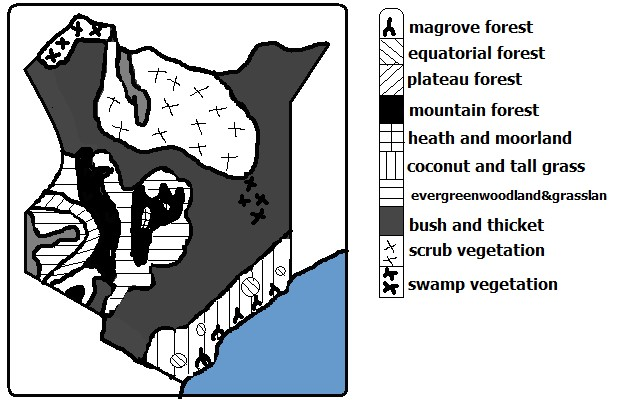 magrove forest
equatorial forest
plateau forest
mountain forest
heath and moorland
coconut and tall grass
evergreenwoodland&grasslan
bush and thicket
scrub vegetation
swamp vegetation